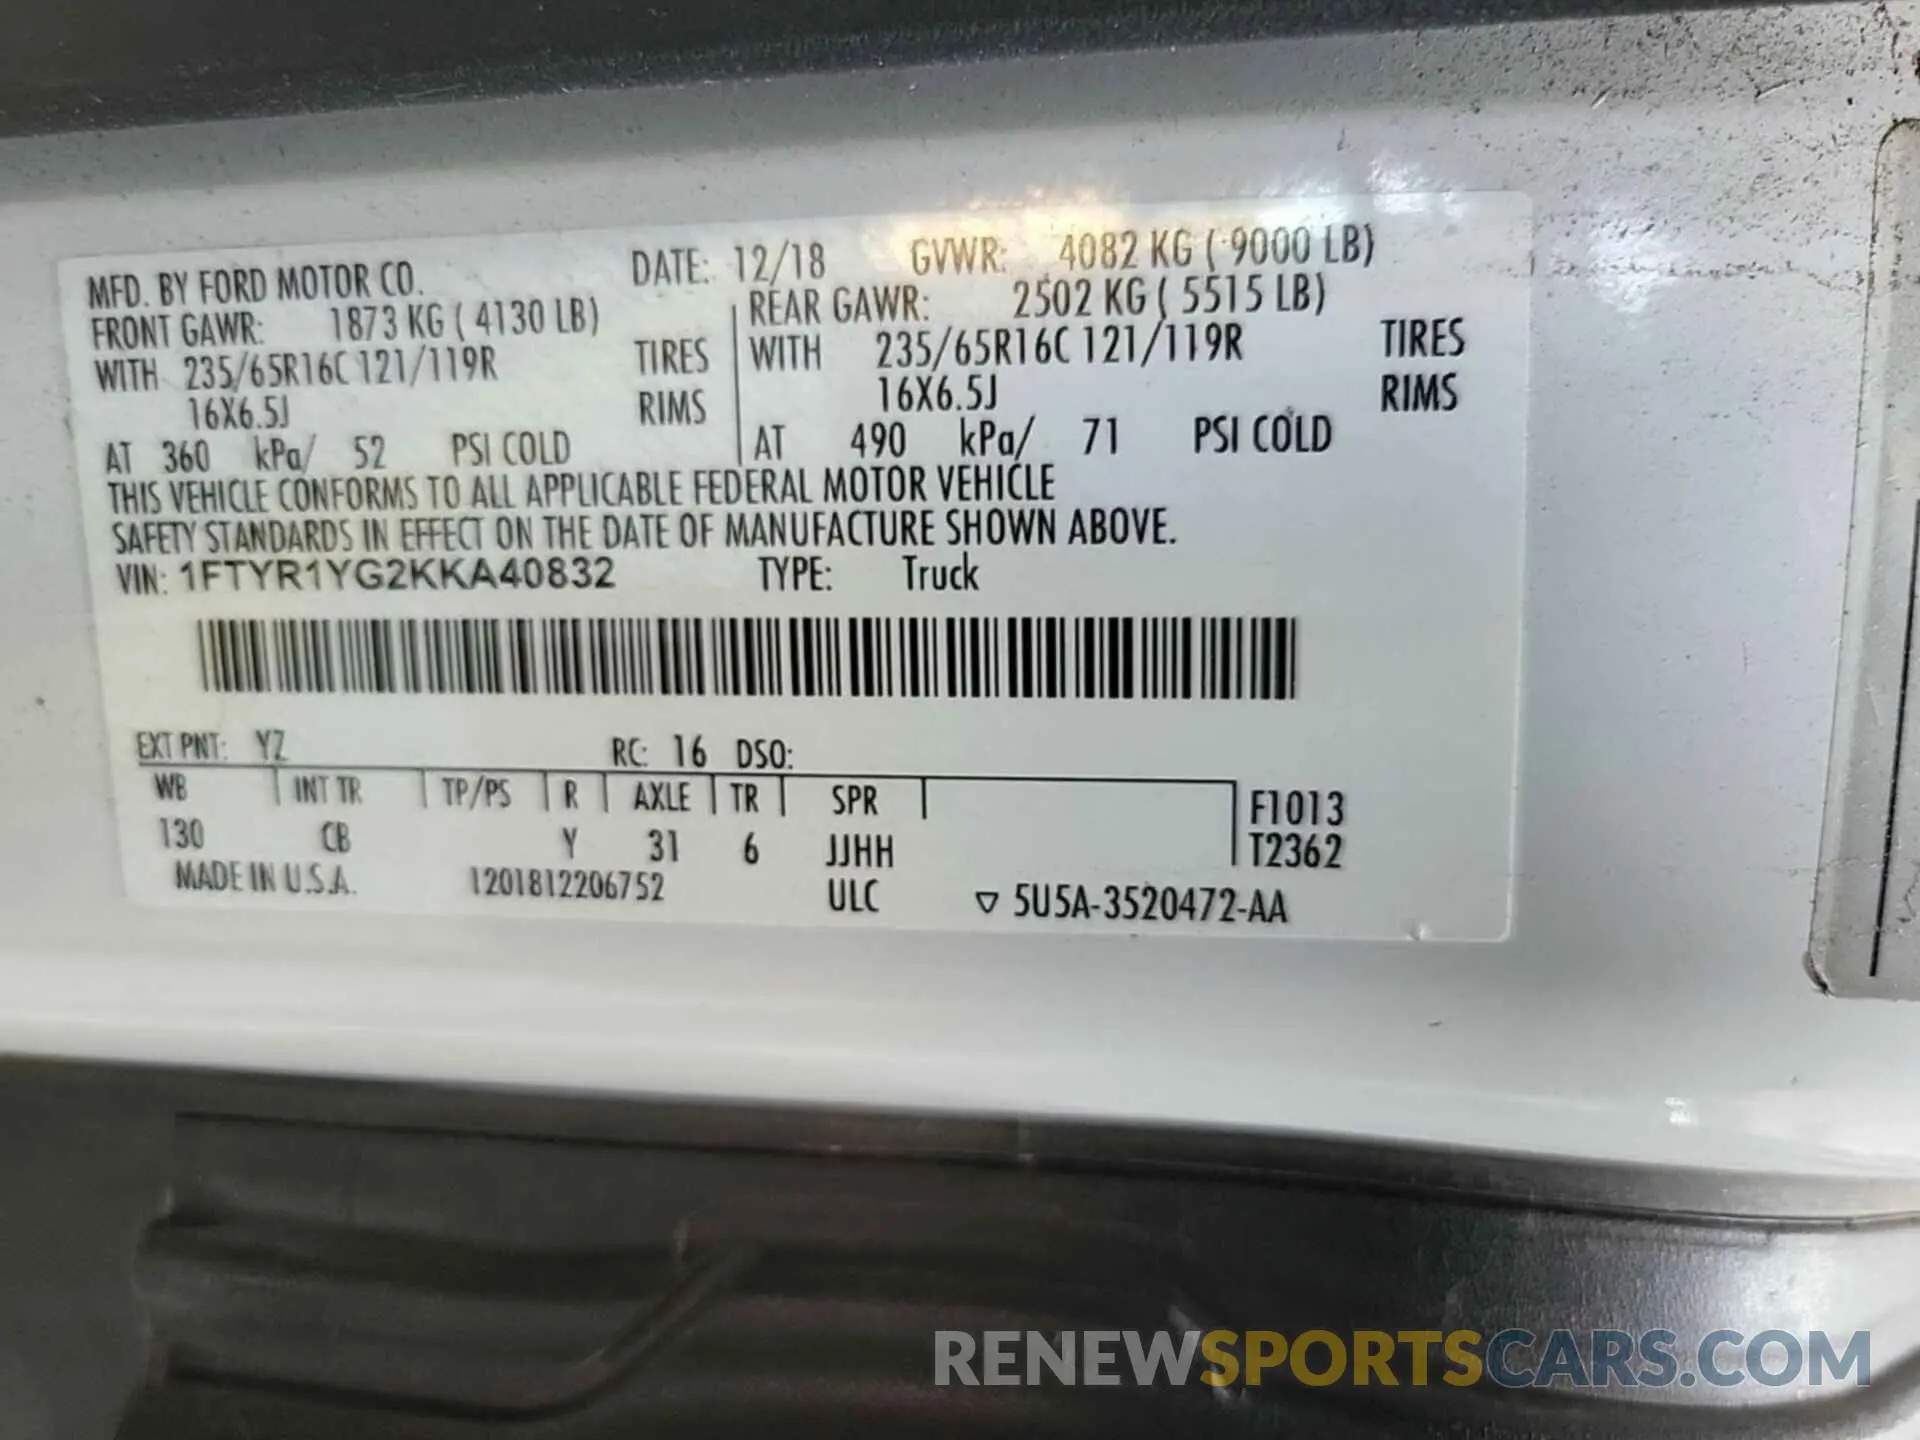 MFD. BY FORD MOTOR CO. DATE: 12/18 GVWR: 4082 KG ( 9000 LB)
FRONT GAWR: 1873 KG ( 4130 LB) REAR GAWR: 2502 KG ( 5515 LB)
WITH 235/65R16C 121/119R TIRES WITH 235/65R16C 121/119R TIRES
16X6.5J RIMS 16X6.5J RIMS
AT 360 kPa/ 52 PSI COLD AT 490 kPa/ 71 PSI COLD
THIS VEHICLE CONFORMS TO ALL APPLICABLE FEDERAL MOTOR VEHICLE
SAFETY STANDARDS IN EFFECT ON THE DATE OF MANUFACTURE SHOWN ABOVE.
VIN: 1FTYR1YG2KKA40832 TYPE: Truck
EXT PNT: YZ RC: 16 DSO:
WB INT TR TP/PS R AXLE TR SPR F1013
130 CB Y 31 6 JJHH T2362
MADE IN U.S.A. 1201812206752 ULC ▽ 5U5A-3520472-AA
RENEWSPORTSCARS.COM